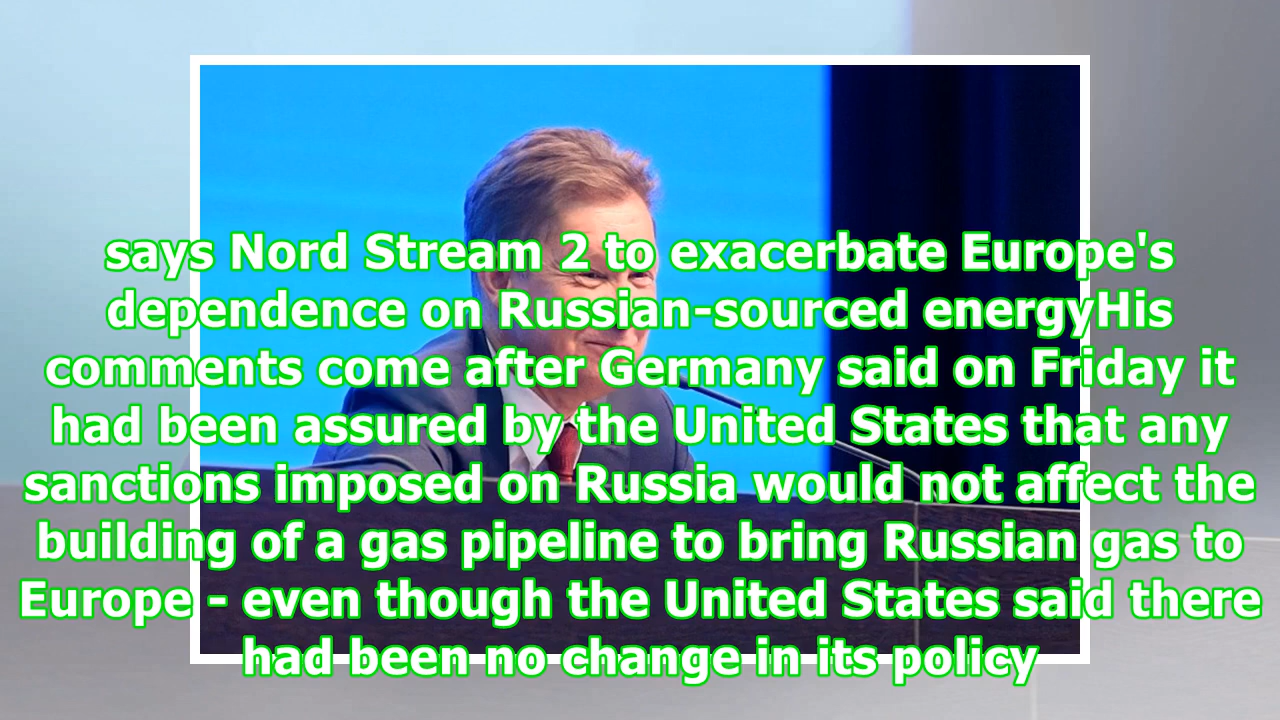 says Nord Stream 2 to exacerbate Europe's
dependence on Russian-sourced energyHis
comments come after Germany said on Friday it
had been assured by the United States that any
sanctions imposed on Russia would not affect the
building of a gas pipeline to bring Russian gas to
Europe - even though the United States said there
had been no change in its policy